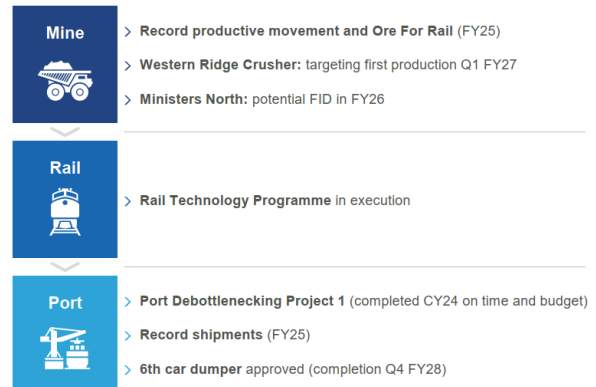 Mine
Record productive movement and Ore For Rail (FY25)
Western Ridge Crusher: targeting first production Q1 FY27
Ministers North: potential FID in FY26
Rail
Rail Technology Programme in execution
Port
Port Debottlenecking Project 1 (completed CY24 on time and budget)
Record shipments (FY25)
6th car dumper approved (completion Q4 FY28)